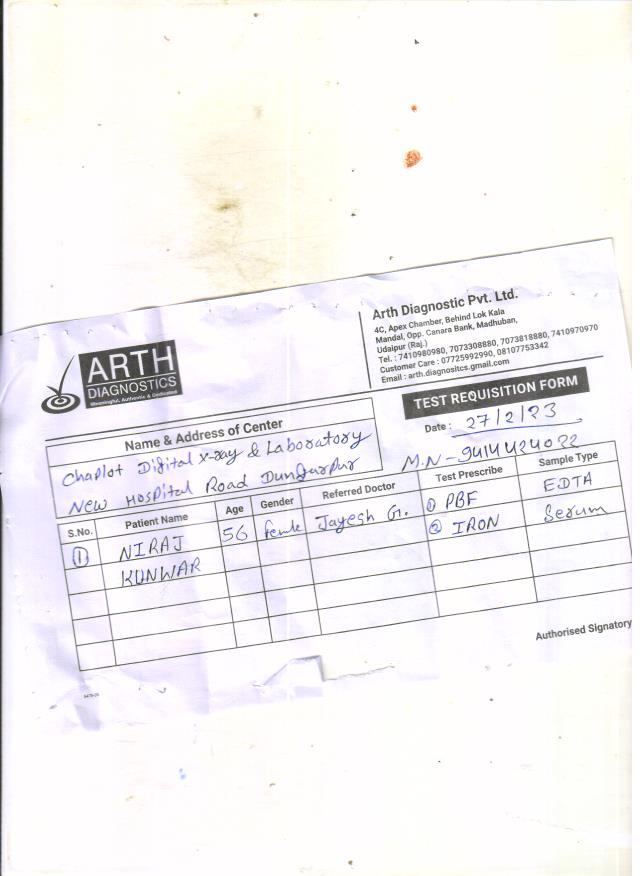 ARTH
DIAGNOSTICS
Meaningful, Authentic & Dedicated
Arth Diagnostic Pvt. Ltd.
4C, Apex Chamber, Behind Lok Kala
Mandal, Opp. Canara Bank, Madhuban,
Udaipur (Raj.)
Tel. : 7410980980, 7073308880, 7073818880, 7410970970
Customer Care : 07725992990, 08107753342
Email : arth.diagnositcs.gmail.com
TEST REQUISITION FORM
Name & Address of Center
Date : 27/2/23
Chaplot Digital X-ray & Laboratory
New Hospital Road Dungarpur
M.N - 9414424022
S.No. Patient Name Age Gender Referred Doctor Test Prescribe Sample Type
① NIRAJ 56 Femle Jayesh G. ① PBF EDTA
KUNWAR ② IRON Serum
Authorised Signatory